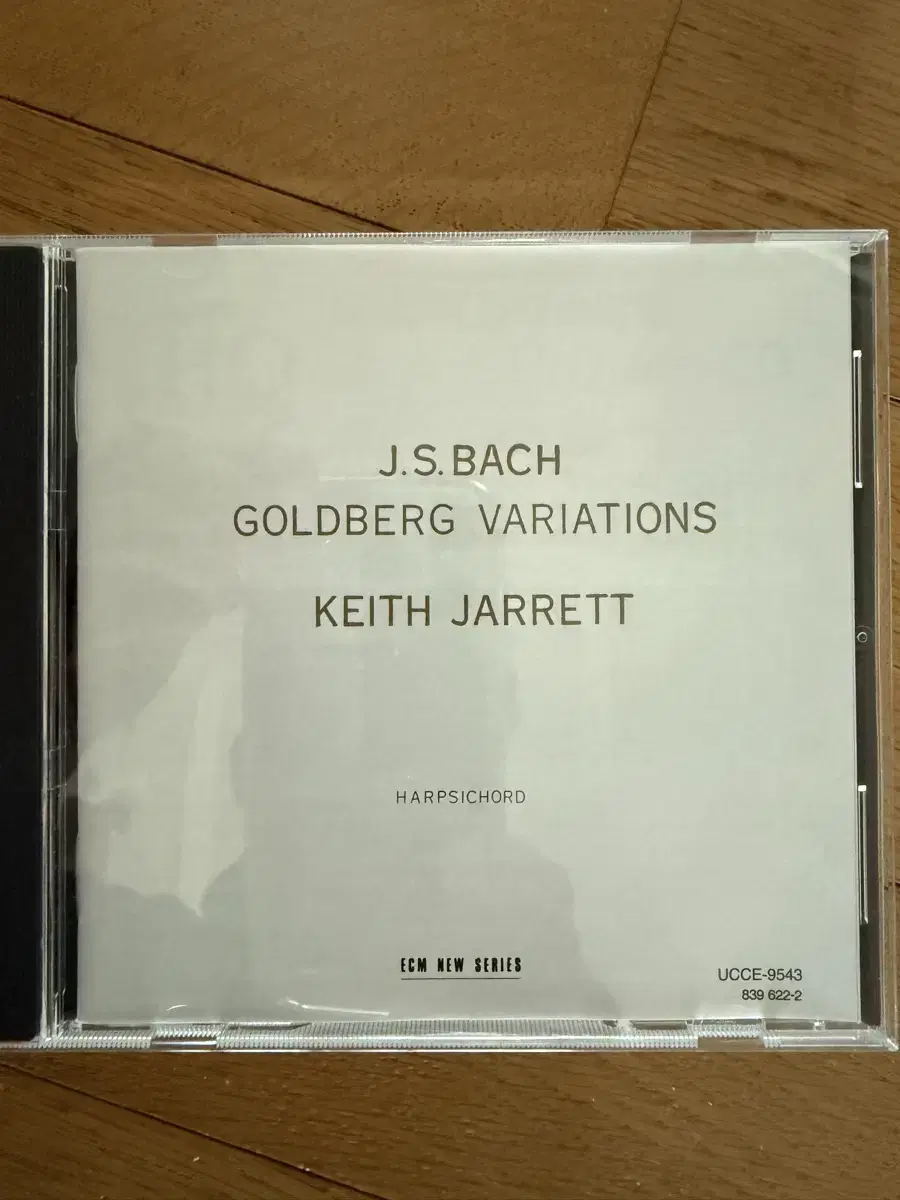 J.S. BACH
GOLDBERG VARIATIONS
KEITH JARRETT
HARPSICHORD
ECM NEW SERIES
UCCE-9543
839 622-2